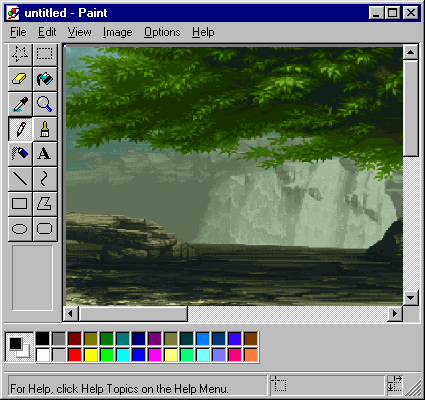 untitled - Paint
File Edit View Image Options Help
A
For Help, click Help Topics on the Help Menu.